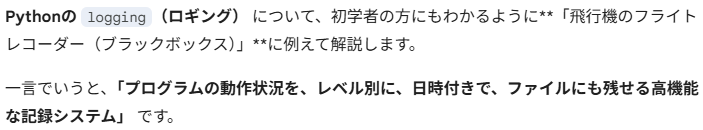 Pythonの logging （ロギング） について、初学者の方にもわかるように**「飛行機のフライト
レコーダー（ブラックボックス）」**に例えて解説します。
一言でいうと、「プログラムの動作状況を、レベル別に、日時付きで、ファイルにも残せる高機能
な記録システム」 です。